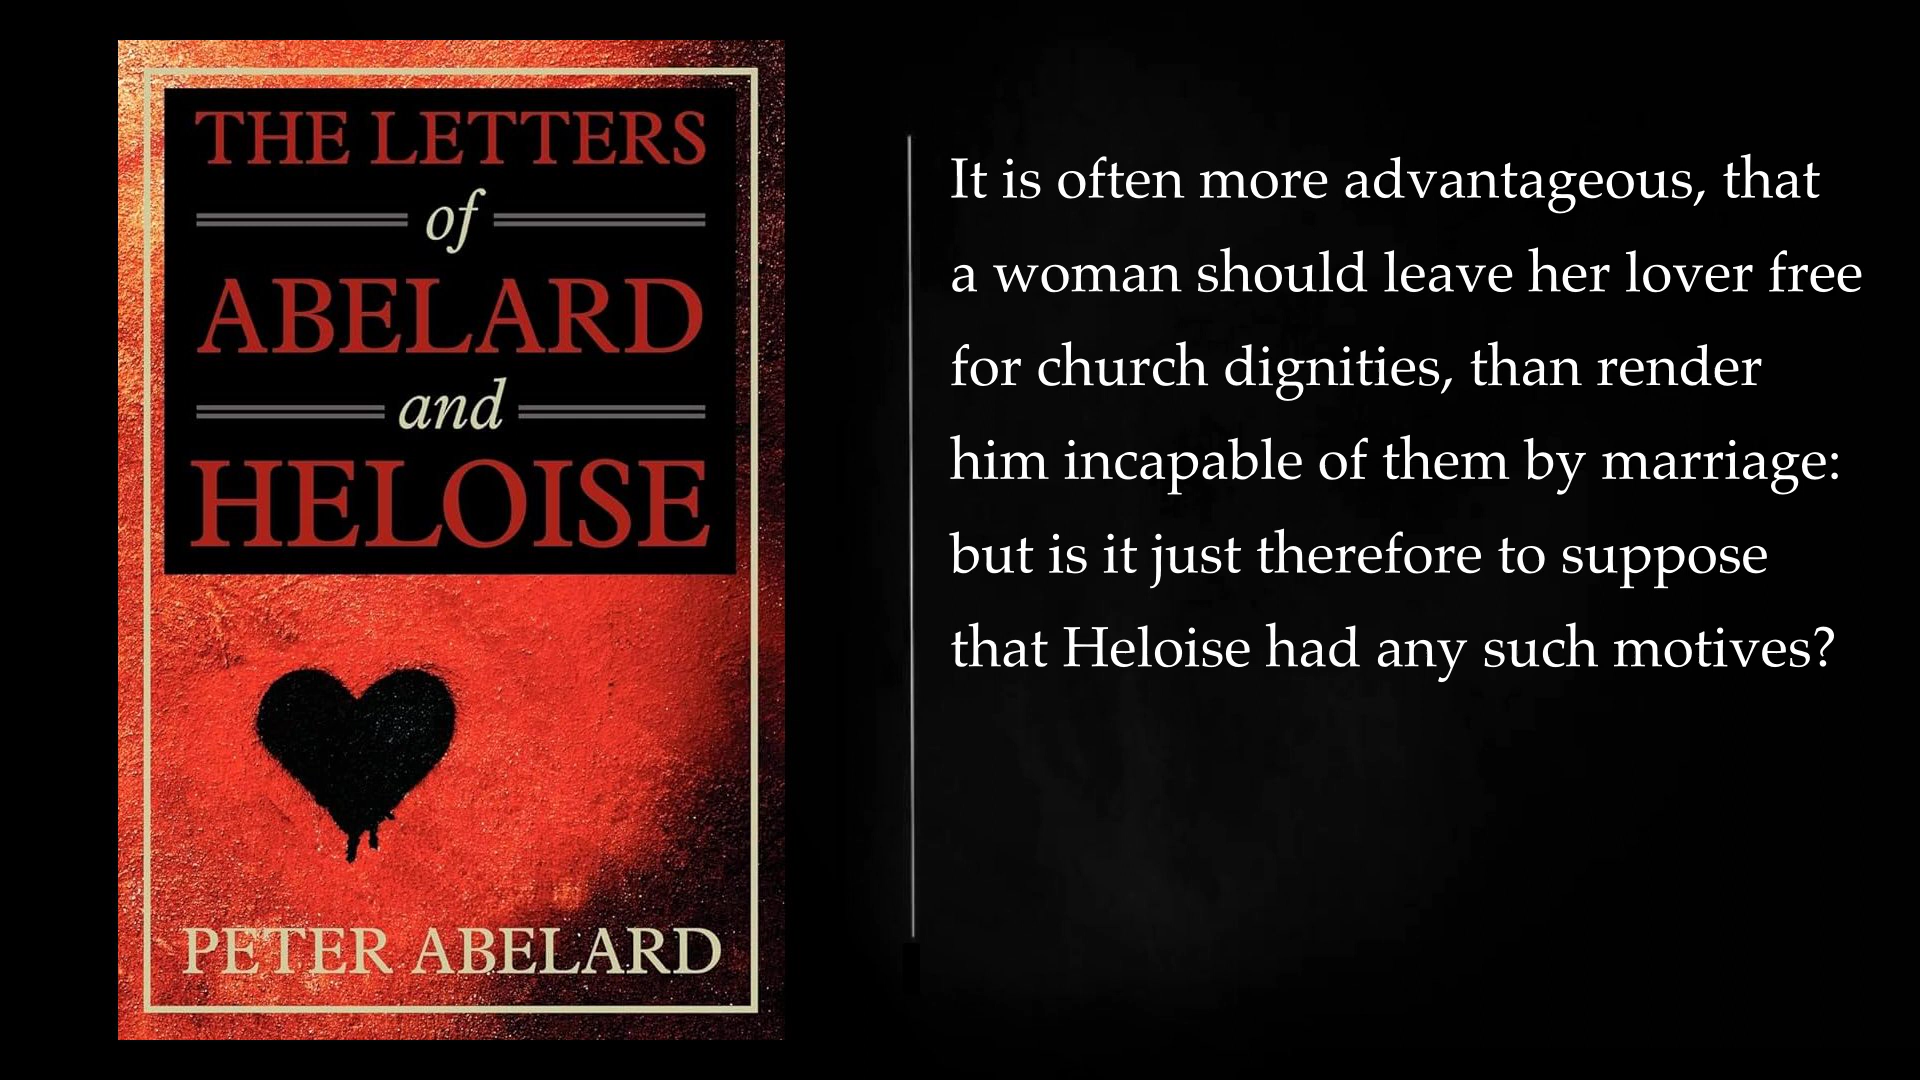 THE LETTERS
of
ABELARD
and
HELOISE
PETER ABELARD
It is often more advantageous, that
a woman should leave her lover free
for church dignities, than render
him incapable of them by marriage:
but is it just therefore to suppose
that Heloise had any such motives?